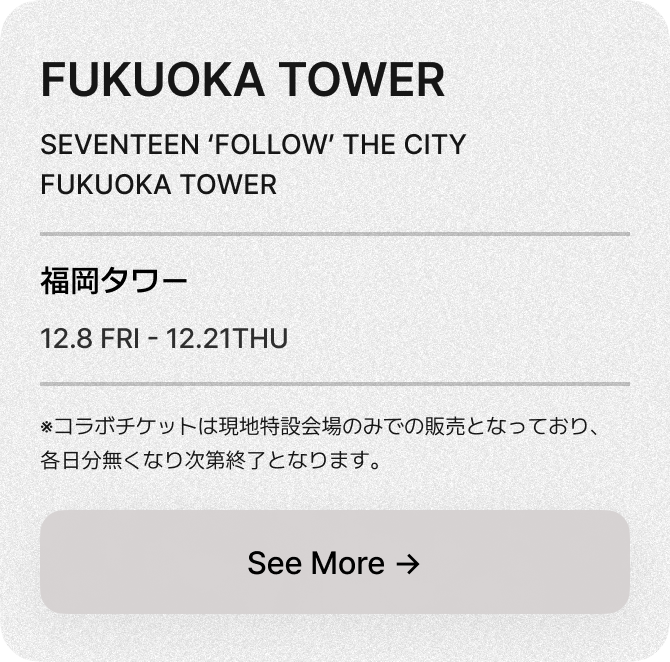 FUKUOKA TOWER
SEVENTEEN ‘FOLLOW’ THE CITY
FUKUOKA TOWER
福岡タワー
12.8 FRI - 12.21THU
※コラボチケットは現地特設会場のみでの販売となっており、
各日分無くなり次第終了となります。
See More →